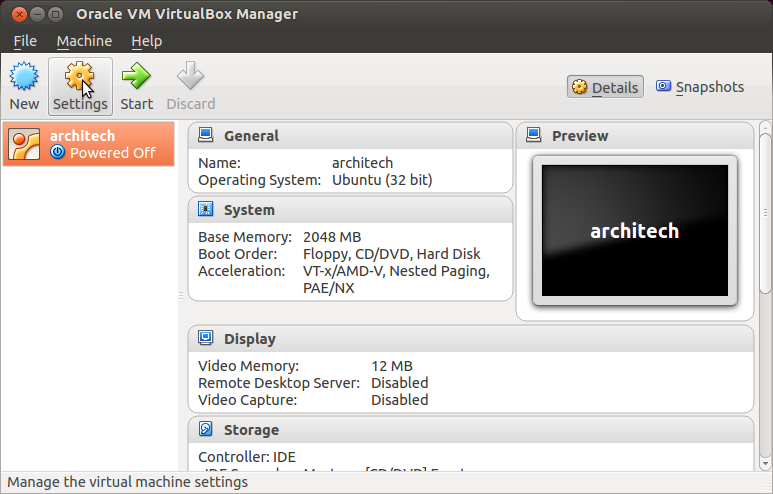 Oracle VM VirtualBox Manager
File Machine Help
New Settings Start Discard Details Snapshots
architech
Powered Off
General
Name: architech
Operating System: Ubuntu (32 bit)
System
Base Memory: 2048 MB
Boot Order: Floppy, CD/DVD, Hard Disk
Acceleration: VT-x/AMD-V, Nested Paging,
PAE/NX
Preview
architech
Display
Video Memory: 12 MB
Remote Desktop Server: Disabled
Video Capture: Disabled
Storage
Controller: IDE
Manage the virtual machine settings